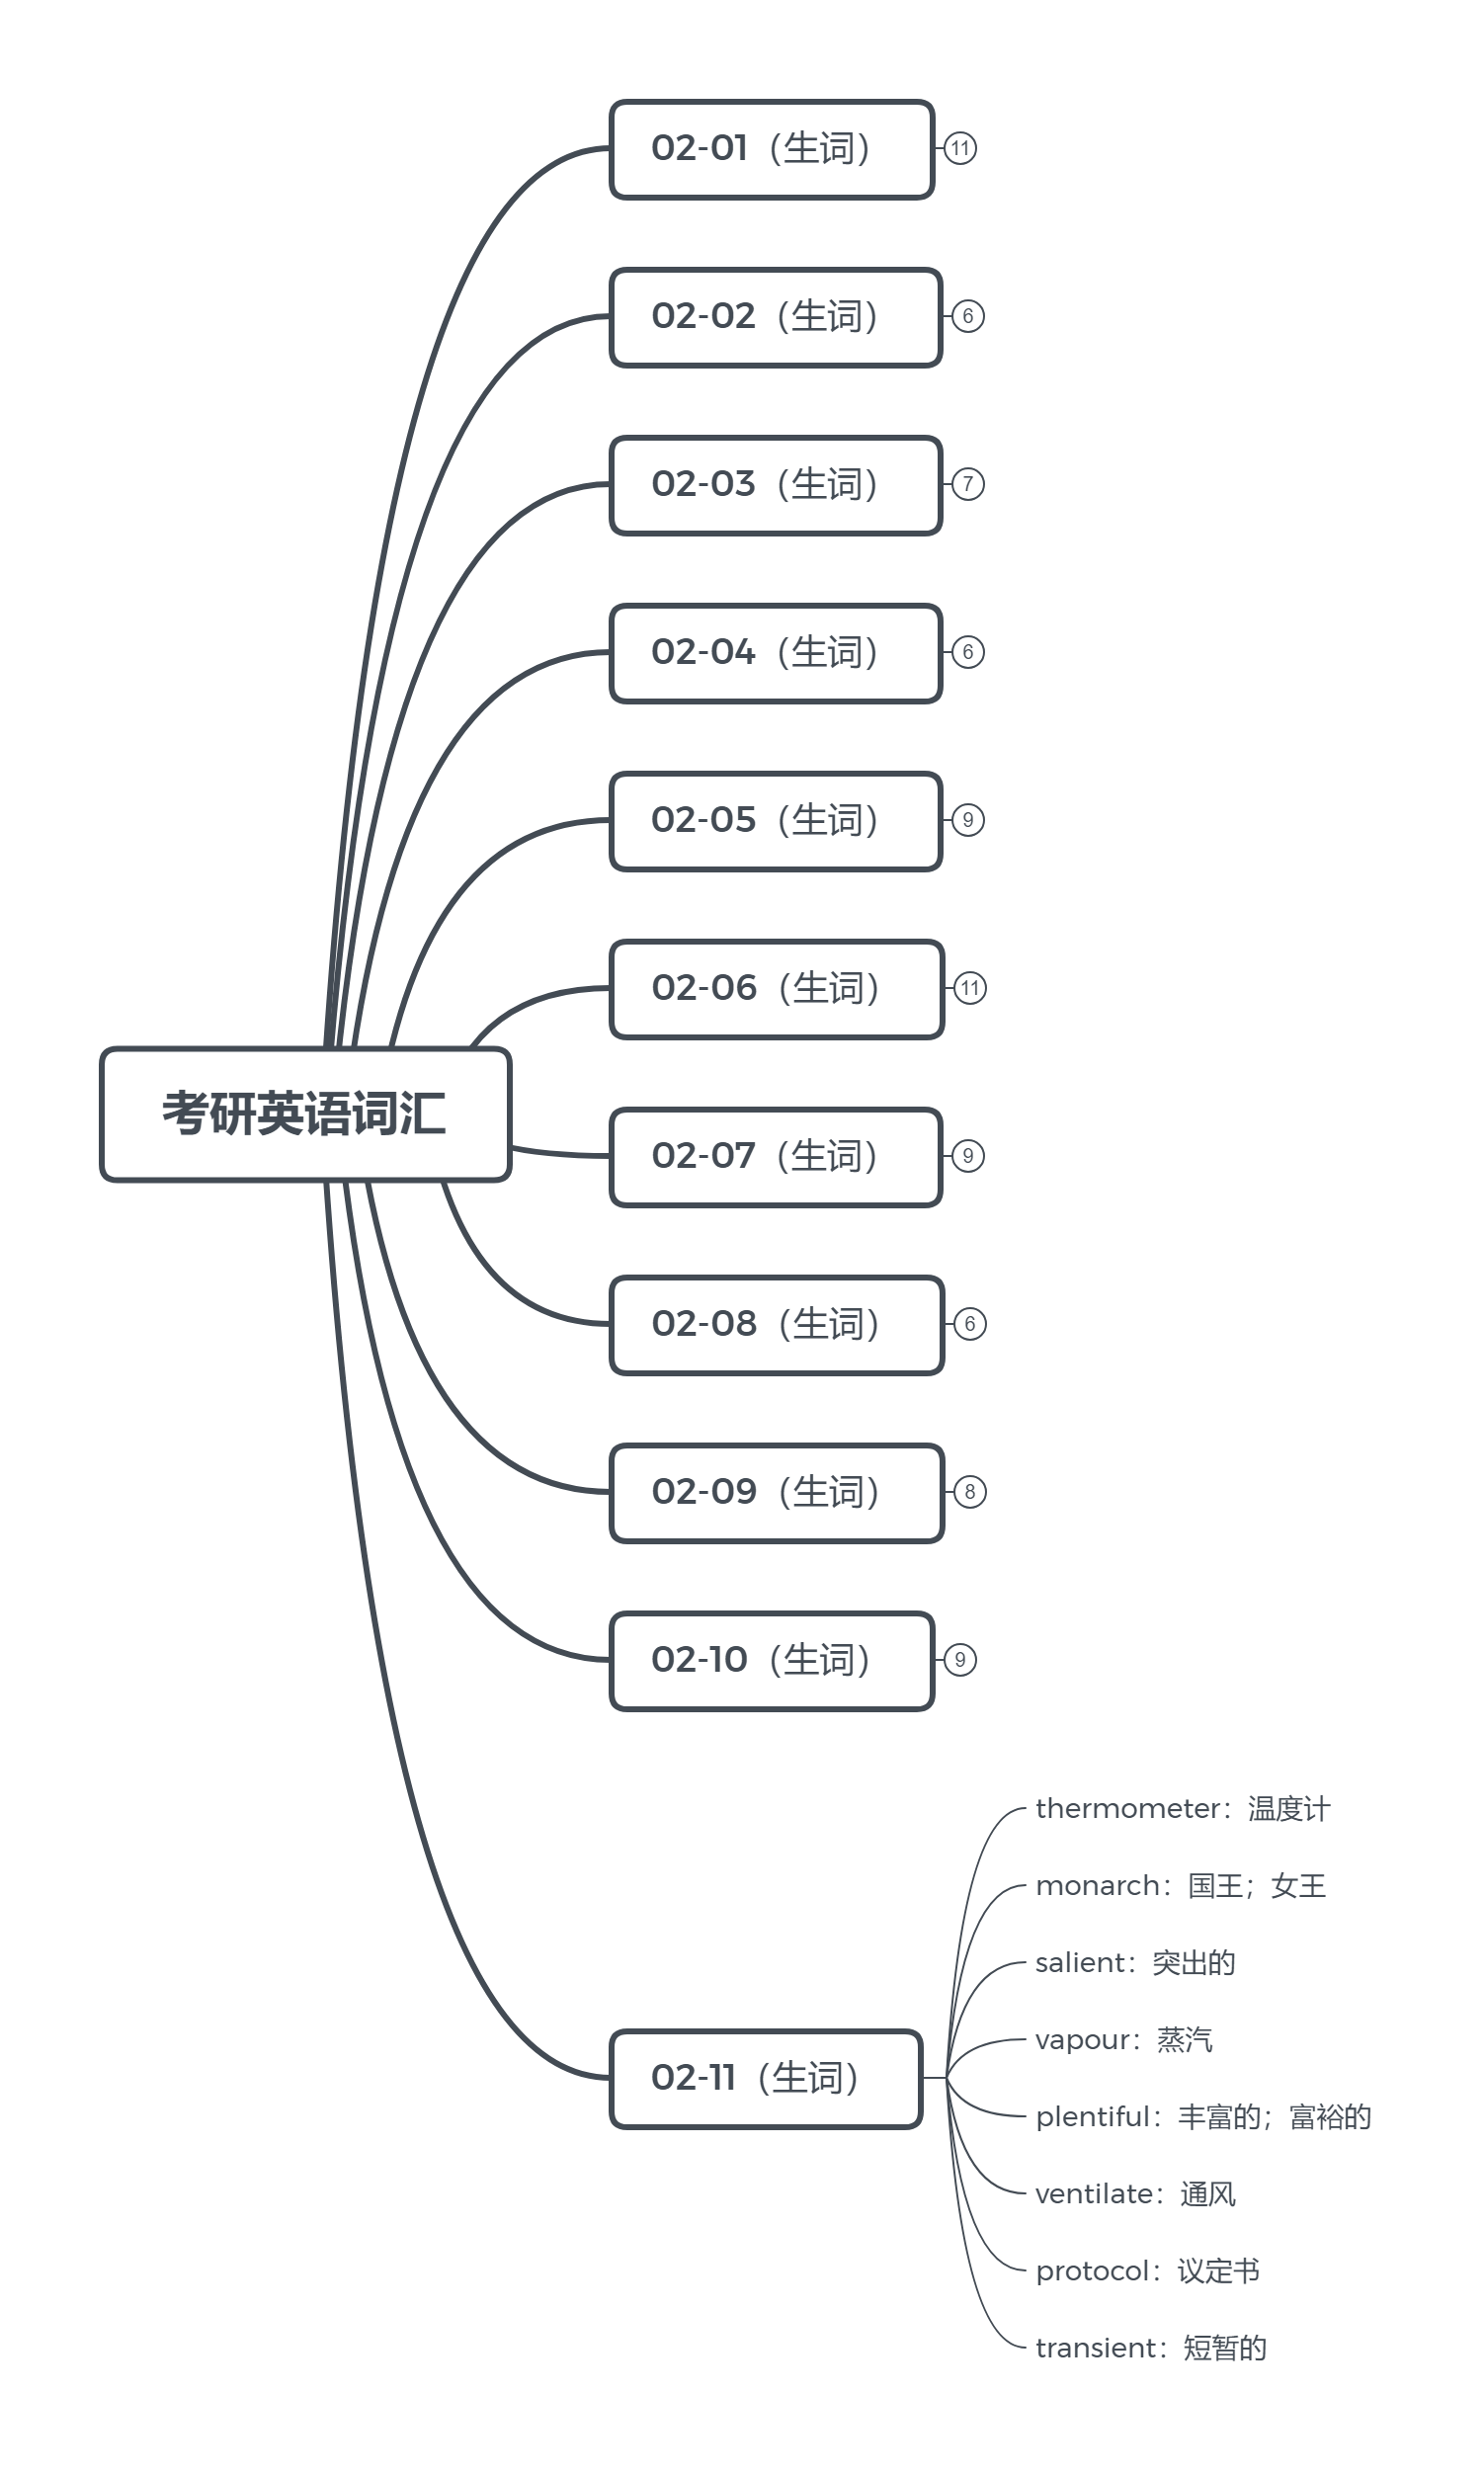 02-01（生词）
11
02-02（生词）
6
02-03（生词）
7
02-04（生词）
6
02-05（生词）
9
02-06（生词）
11
考研英语词汇
02-07（生词）
9
02-08（生词）
6
02-09（生词）
8
02-10（生词）
9
02-11（生词）
thermometer：温度计
monarch：国王；女王
salient：突出的
vapour：蒸汽
plentiful：丰富的；富裕的
ventilate：通风
protocol：议定书
transient：短暂的